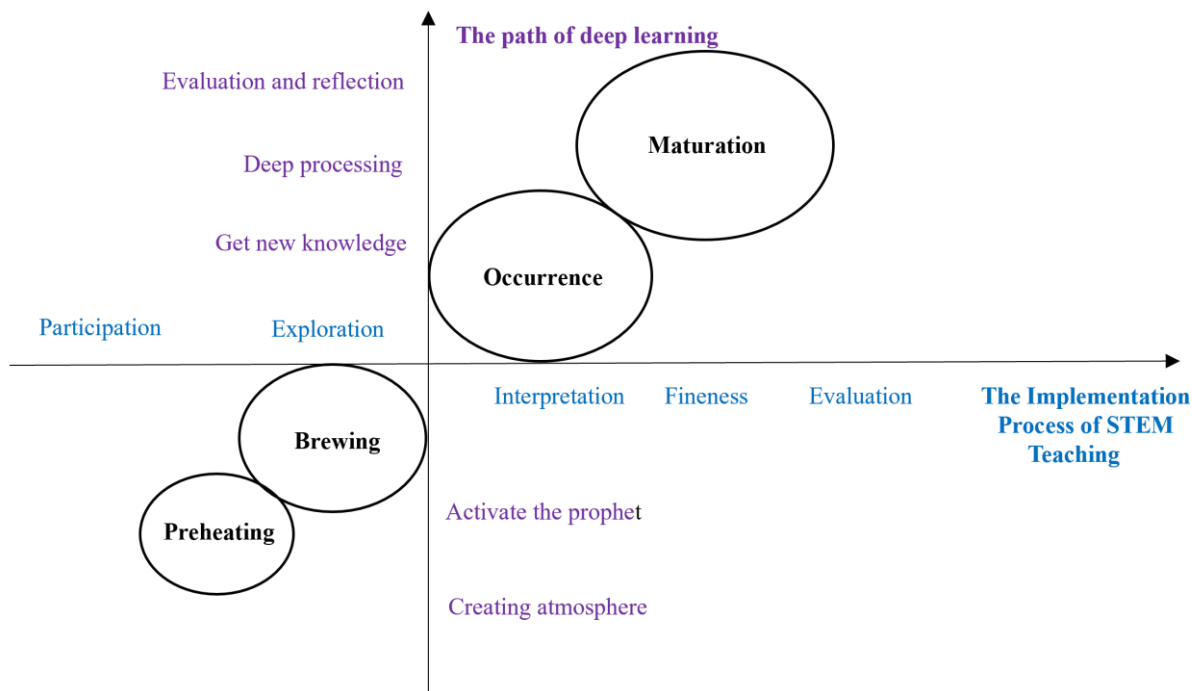 The path of deep learning
Evaluation and reflection
Maturation
Deep processing
Get new knowledge
Occurrence
Participation
Exploration
Interpretation
Fineness
Evaluation
The Implementation
Process of STEM
Teaching
Brewing
Activate the prophet
Preheating
Creating atmosphere